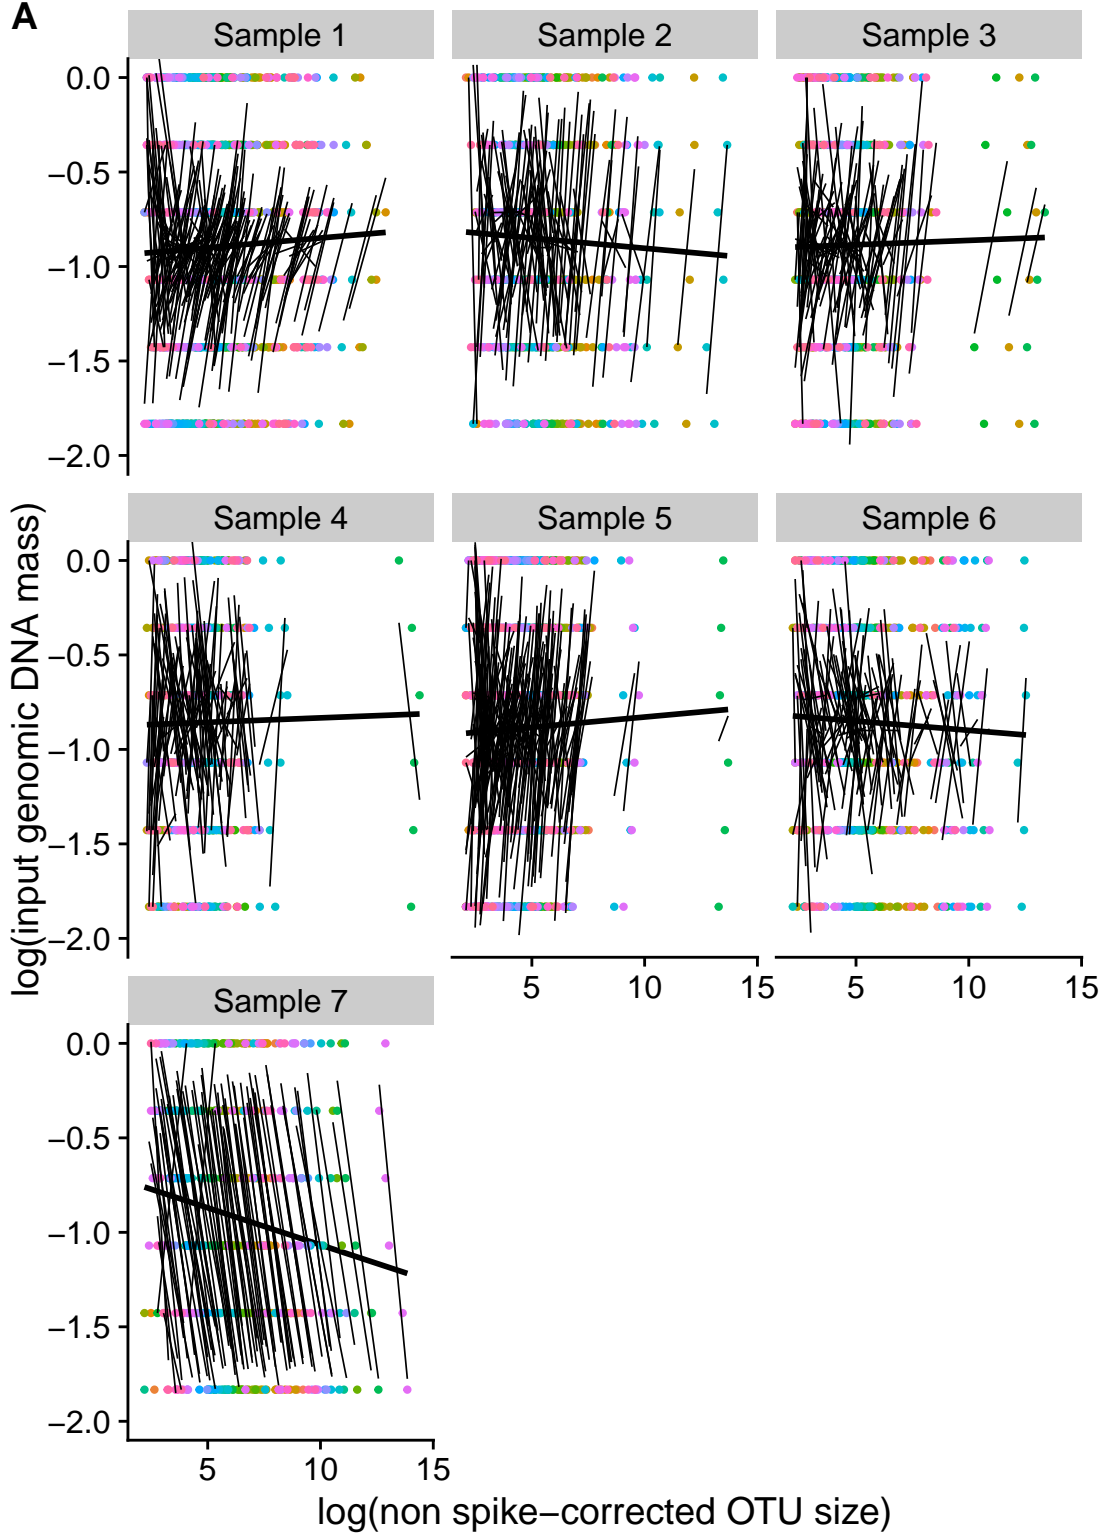 A
Sample 1
Sample 2
Sample 3
0.0
−0.5
−1.0
−1.5
−2.0
Sample 4
Sample 5
Sample 6
0.0
−0.5
−1.0
−1.5
−2.0
5
10
15
5
10
15
Sample 7
0.0
−0.5
−1.0
−1.5
−2.0
5
10
15
log(input genomic DNA mass)
log(non spike−corrected OTU size)